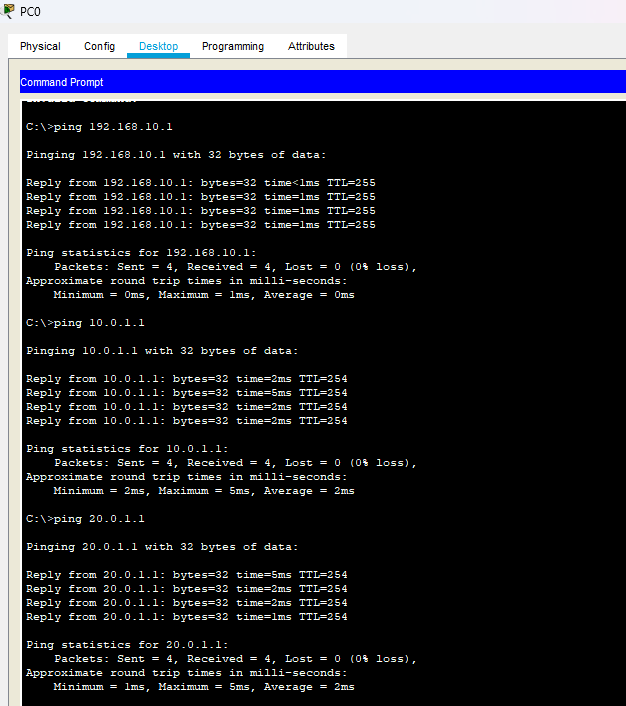 PC0
Physical Config Desktop Programming Attributes
Command Prompt
C:\>ping 192.168.10.1
Pinging 192.168.10.1 with 32 bytes of data:
Reply from 192.168.10.1: bytes=32 time<1ms TTL=255
Reply from 192.168.10.1: bytes=32 time=1ms TTL=255
Reply from 192.168.10.1: bytes=32 time=1ms TTL=255
Reply from 192.168.10.1: bytes=32 time=1ms TTL=255
Ping statistics for 192.168.10.1:
    Packets: Sent = 4, Received = 4, Lost = 0 (0% loss),
Approximate round trip times in milli-seconds:
    Minimum = 0ms, Maximum = 1ms, Average = 0ms
C:\>ping 10.0.1.1
Pinging 10.0.1.1 with 32 bytes of data:
Reply from 10.0.1.1: bytes=32 time=2ms TTL=254
Reply from 10.0.1.1: bytes=32 time=5ms TTL=254
Reply from 10.0.1.1: bytes=32 time=2ms TTL=254
Reply from 10.0.1.1: bytes=32 time=2ms TTL=254
Ping statistics for 10.0.1.1:
    Packets: Sent = 4, Received = 4, Lost = 0 (0% loss),
Approximate round trip times in milli-seconds:
    Minimum = 2ms, Maximum = 5ms, Average = 2ms
C:\>ping 20.0.1.1
Pinging 20.0.1.1 with 32 bytes of data:
Reply from 20.0.1.1: bytes=32 time=5ms TTL=254
Reply from 20.0.1.1: bytes=32 time=2ms TTL=254
Reply from 20.0.1.1: bytes=32 time=2ms TTL=254
Reply from 20.0.1.1: bytes=32 time=1ms TTL=254
Ping statistics for 20.0.1.1:
    Packets: Sent = 4, Received = 4, Lost = 0 (0% loss),
Approximate round trip times in milli-seconds:
    Minimum = 1ms, Maximum = 5ms, Average = 2ms